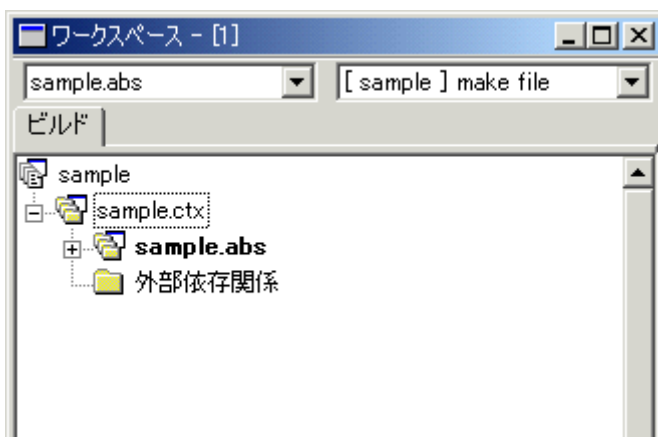 ワークスペース - [1]
sample.abs [ sample ] make file
ビルド
sample
sample.ctx
sample.abs
外部依存関係